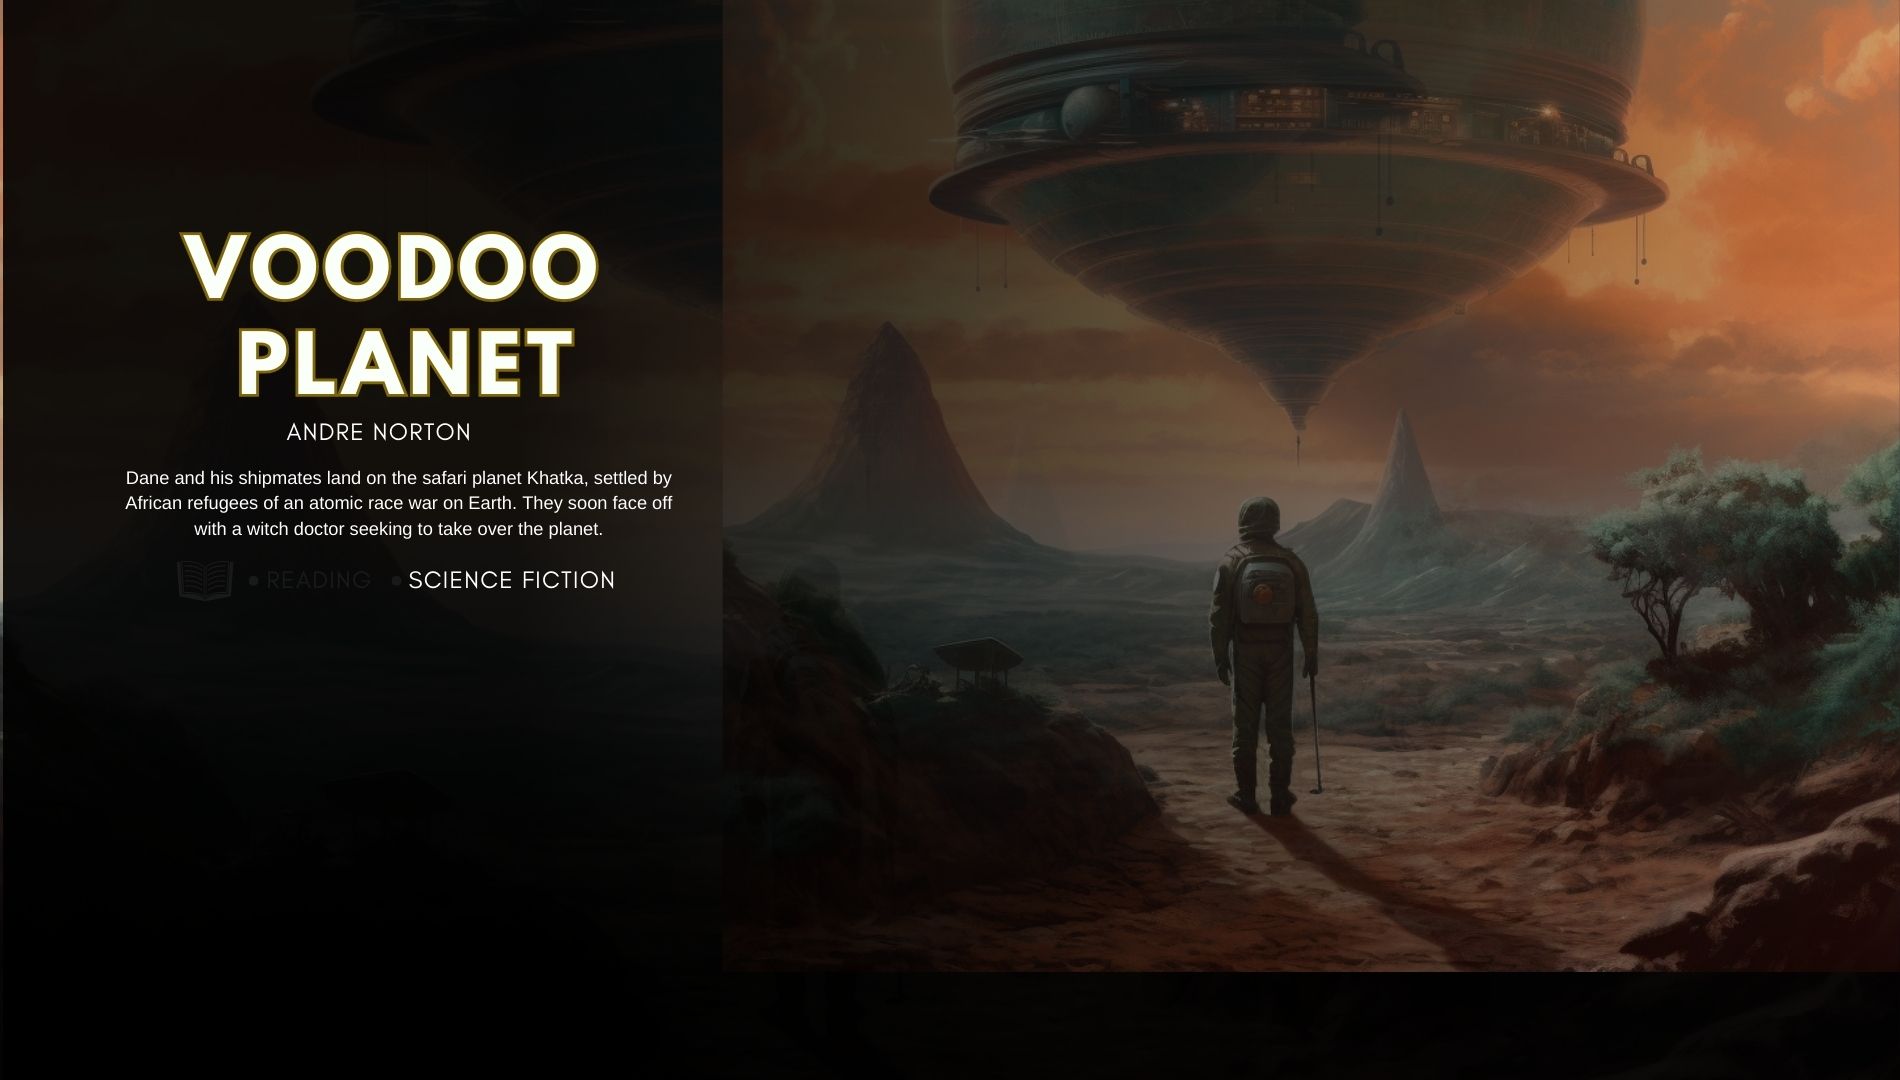 VOODOO
PLANET
ANDRE NORTON
Dane and his shipmates land on the safari planet Khatka, settled by
African refugees of an atomic race war on Earth. They soon face off
with a witch doctor seeking to take over the planet.
• READING • SCIENCE FICTION